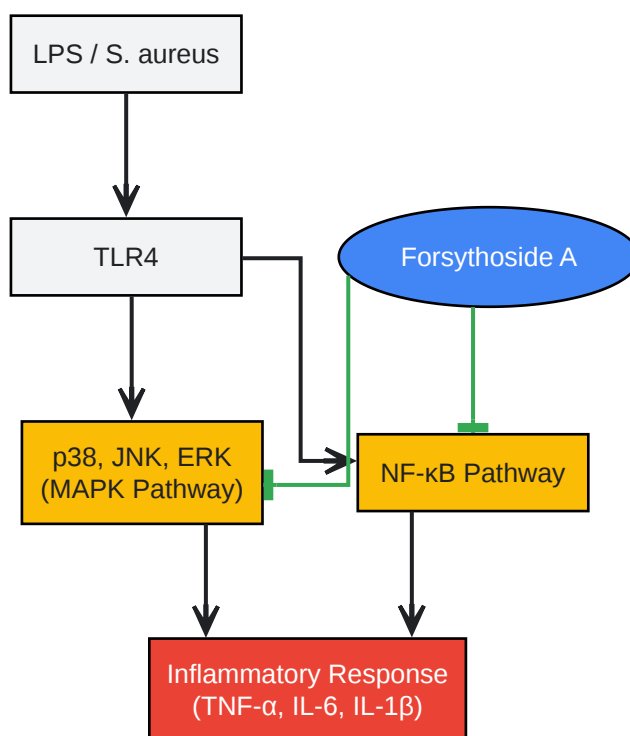 LPS / S. aureus
TLR4
Forsythoside A
p38, JNK, ERK
(MAPK Pathway)
NF-κB Pathway
Inflammatory Response
(TNF-α, IL-6, IL-1β)